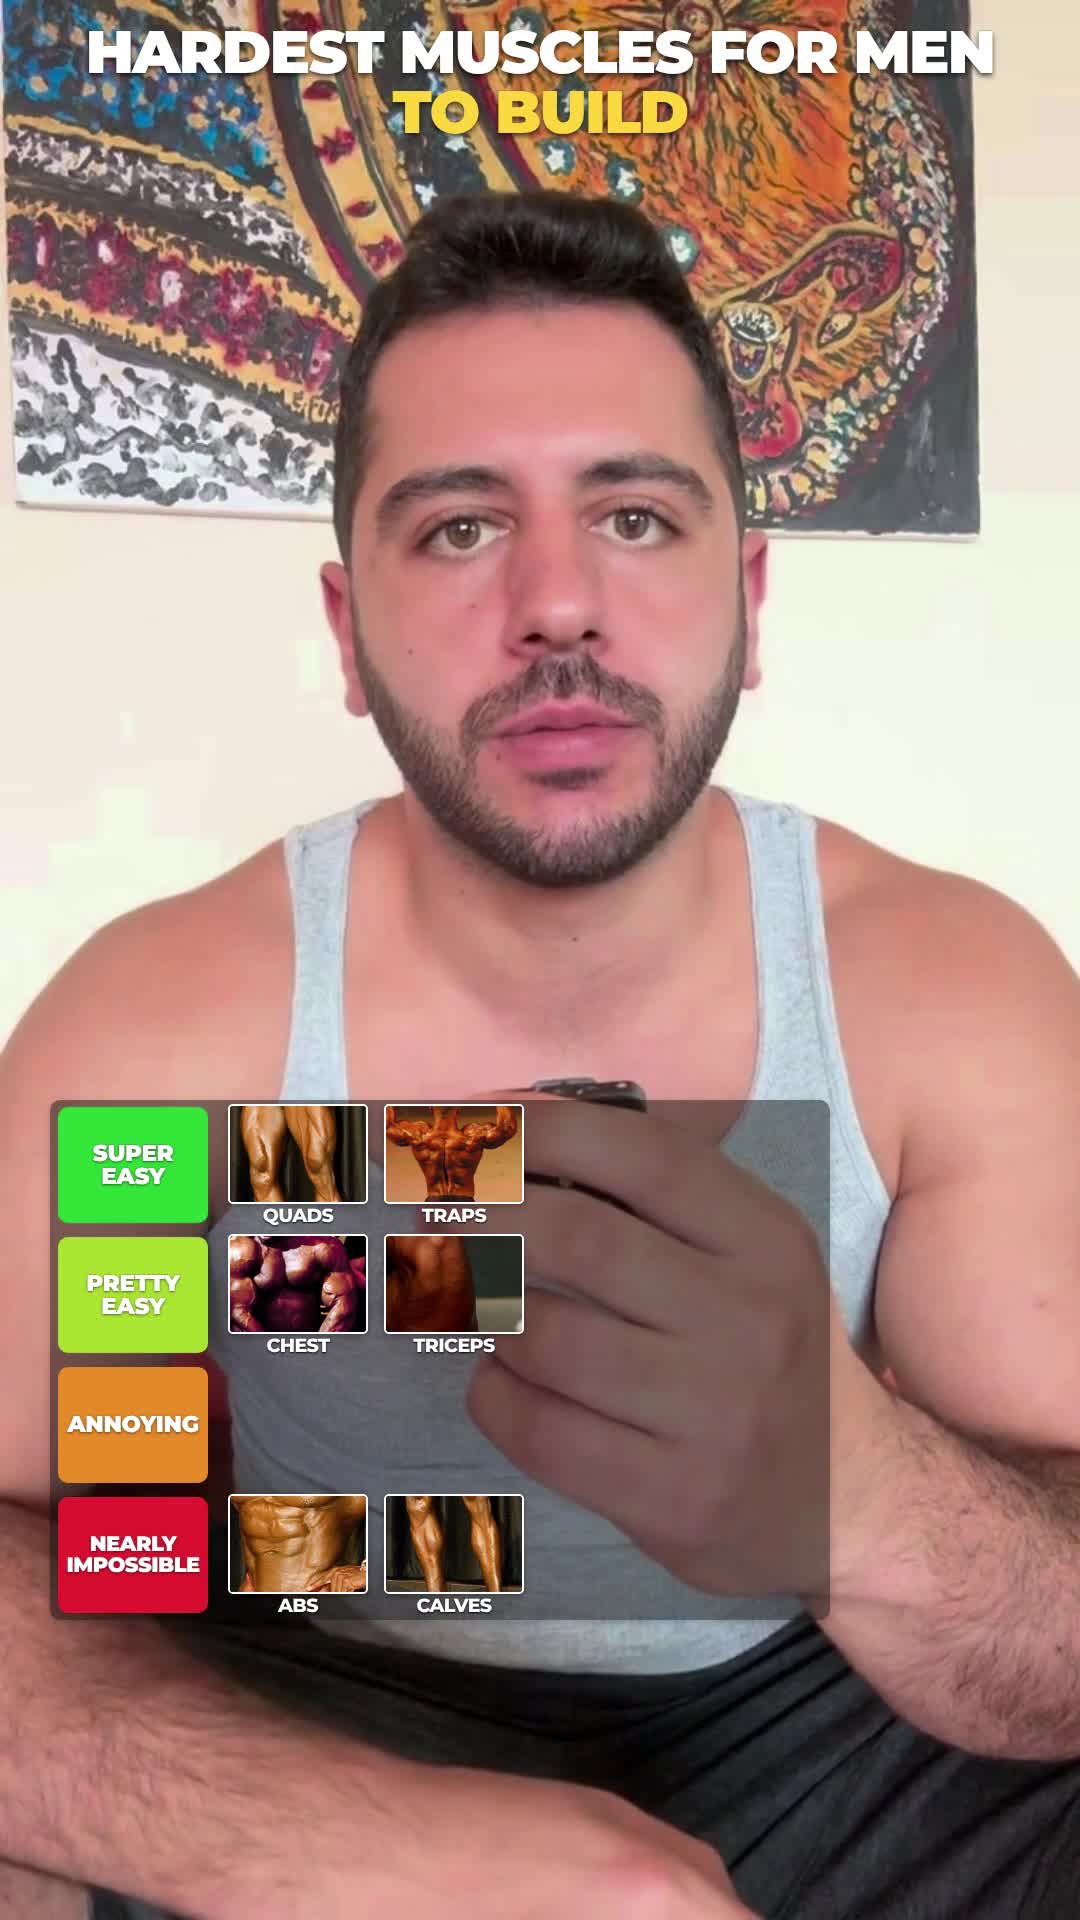 HARDEST MUSCLES FOR MEN
TO BUILD
SUPER
EASY
QUADS
TRAPS
PRETTY
EASY
CHEST
TRICEPS
ANNOYING
NEARLY
IMPOSSIBLE
ABS
CALVES